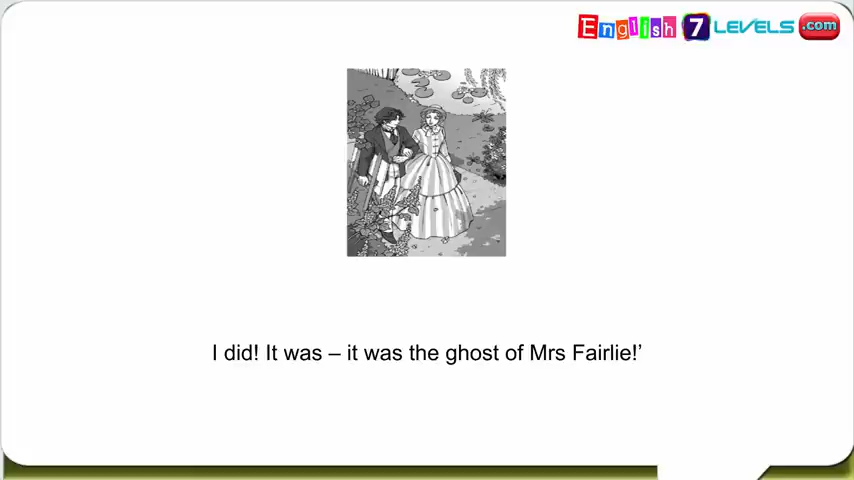 English 7 LEVELS .com
I did! It was – it was the ghost of Mrs Fairlie!’